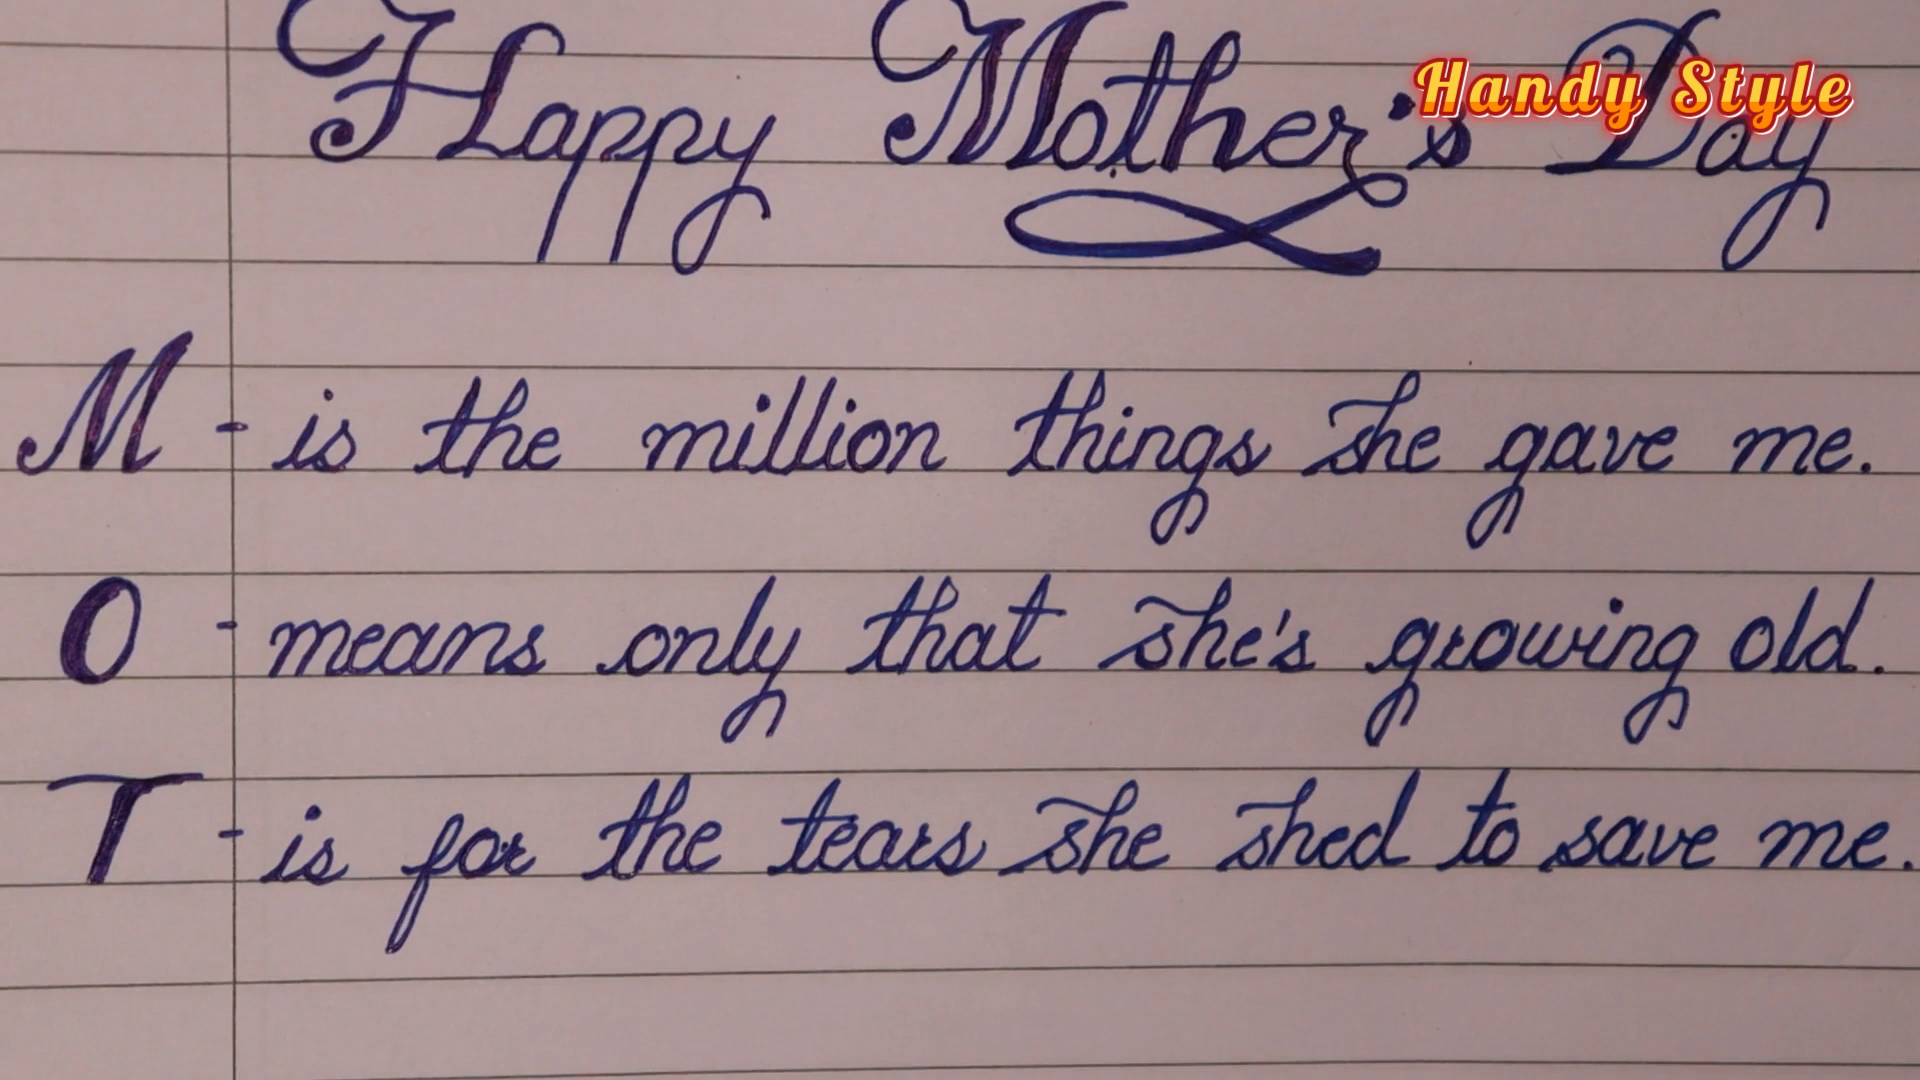 Happy Mother's Day
Handy Style
M - is the million things she gave me.
O - means only that she's growing old.
T - is for the tears she shed to save me.